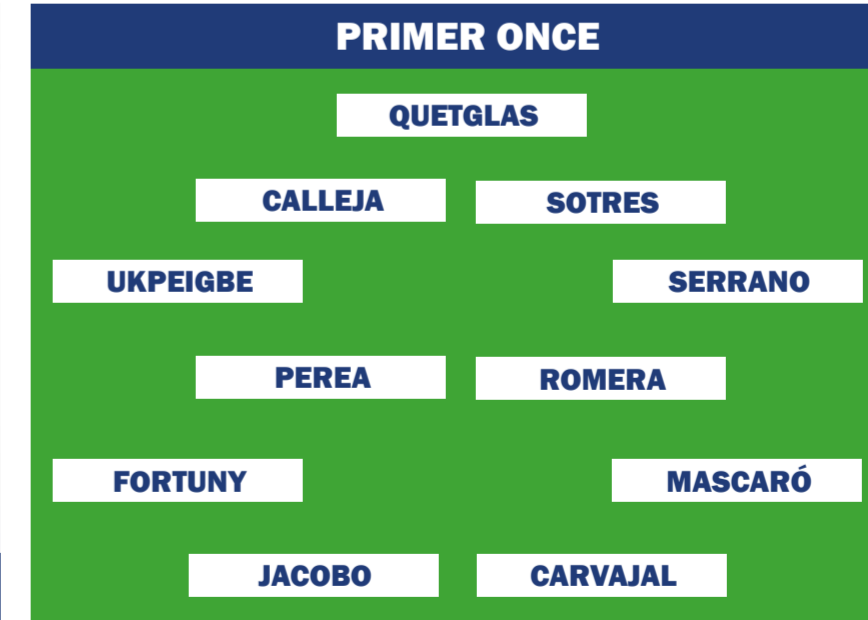 PRIMER ONCE
QUETGLAS
CALLEJA SOTRES
UKPEIGBE SERRANO
PEREA ROMERA
FORTUNY MASCARÓ
JACOBO CARVAJAL